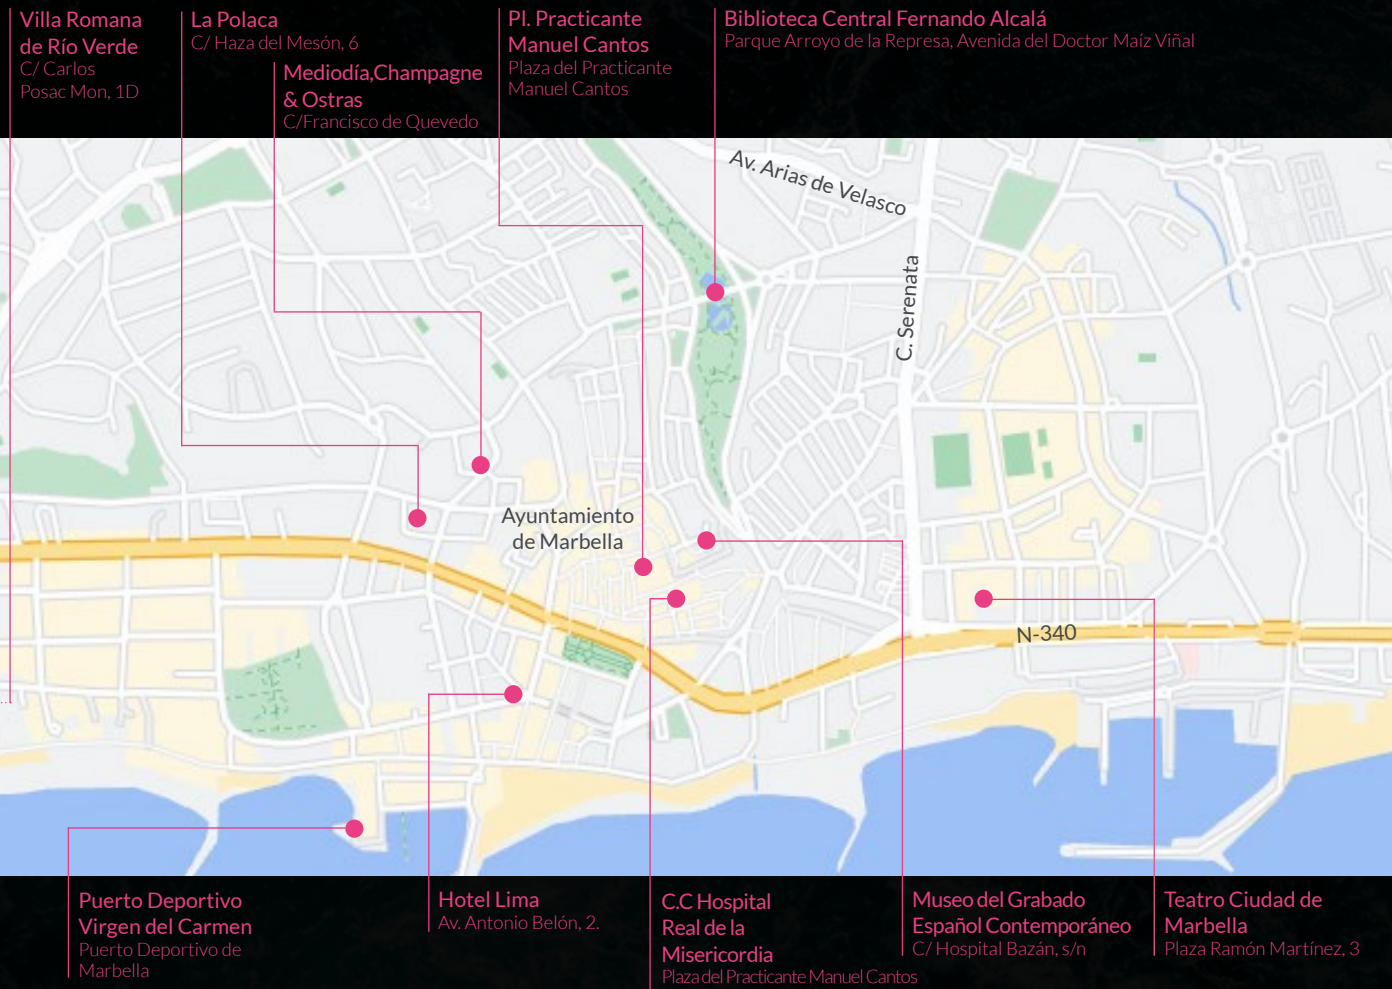 Villa Romana
de Río Verde
C/ Carlos
Posac Mon, 1D
La Polaca
C/ Haza del Mesón, 6
Mediodía,Champagne
& Ostras
C/Francisco de Quevedo
Pl. Practicante
Manuel Cantos
Plaza del Practicante
Manuel Cantos
Biblioteca Central Fernando Alcalá
Parque Arroyo de la Represa, Avenida del Doctor Maíz Viñal
Av. Arias de Velasco
C. Serenata
Ayuntamiento
de Marbella
N-340
Puerto Deportivo
Virgen del Carmen
Puerto Deportivo de
Marbella
Hotel Lima
Av. Antonio Belón, 2.
C.C Hospital
Real de la
Misericordia
Plaza del Practicante Manuel Cantos
Museo del Grabado
Español Contemporáneo
C/ Hospital Bazán, s/n
Teatro Ciudad de
Marbella
Plaza Ramón Martínez, 3